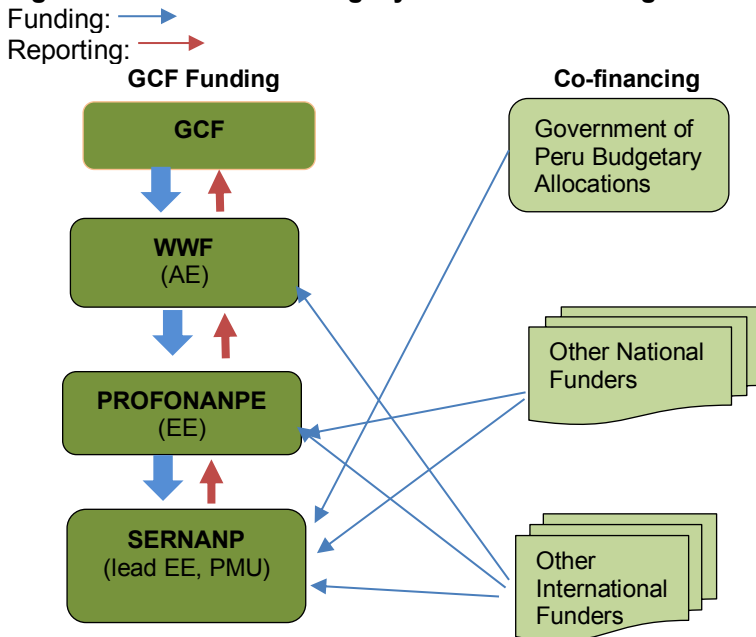 Funding:
Reporting:
GCF Funding
Co-financing
GCF
Government of
Peru Budgetary
Allocations
WWF
(AE)
Other National
Funders
PROFONANPE
(EE)
SERNANP
(lead EE, PMU)
Other
International
Funders